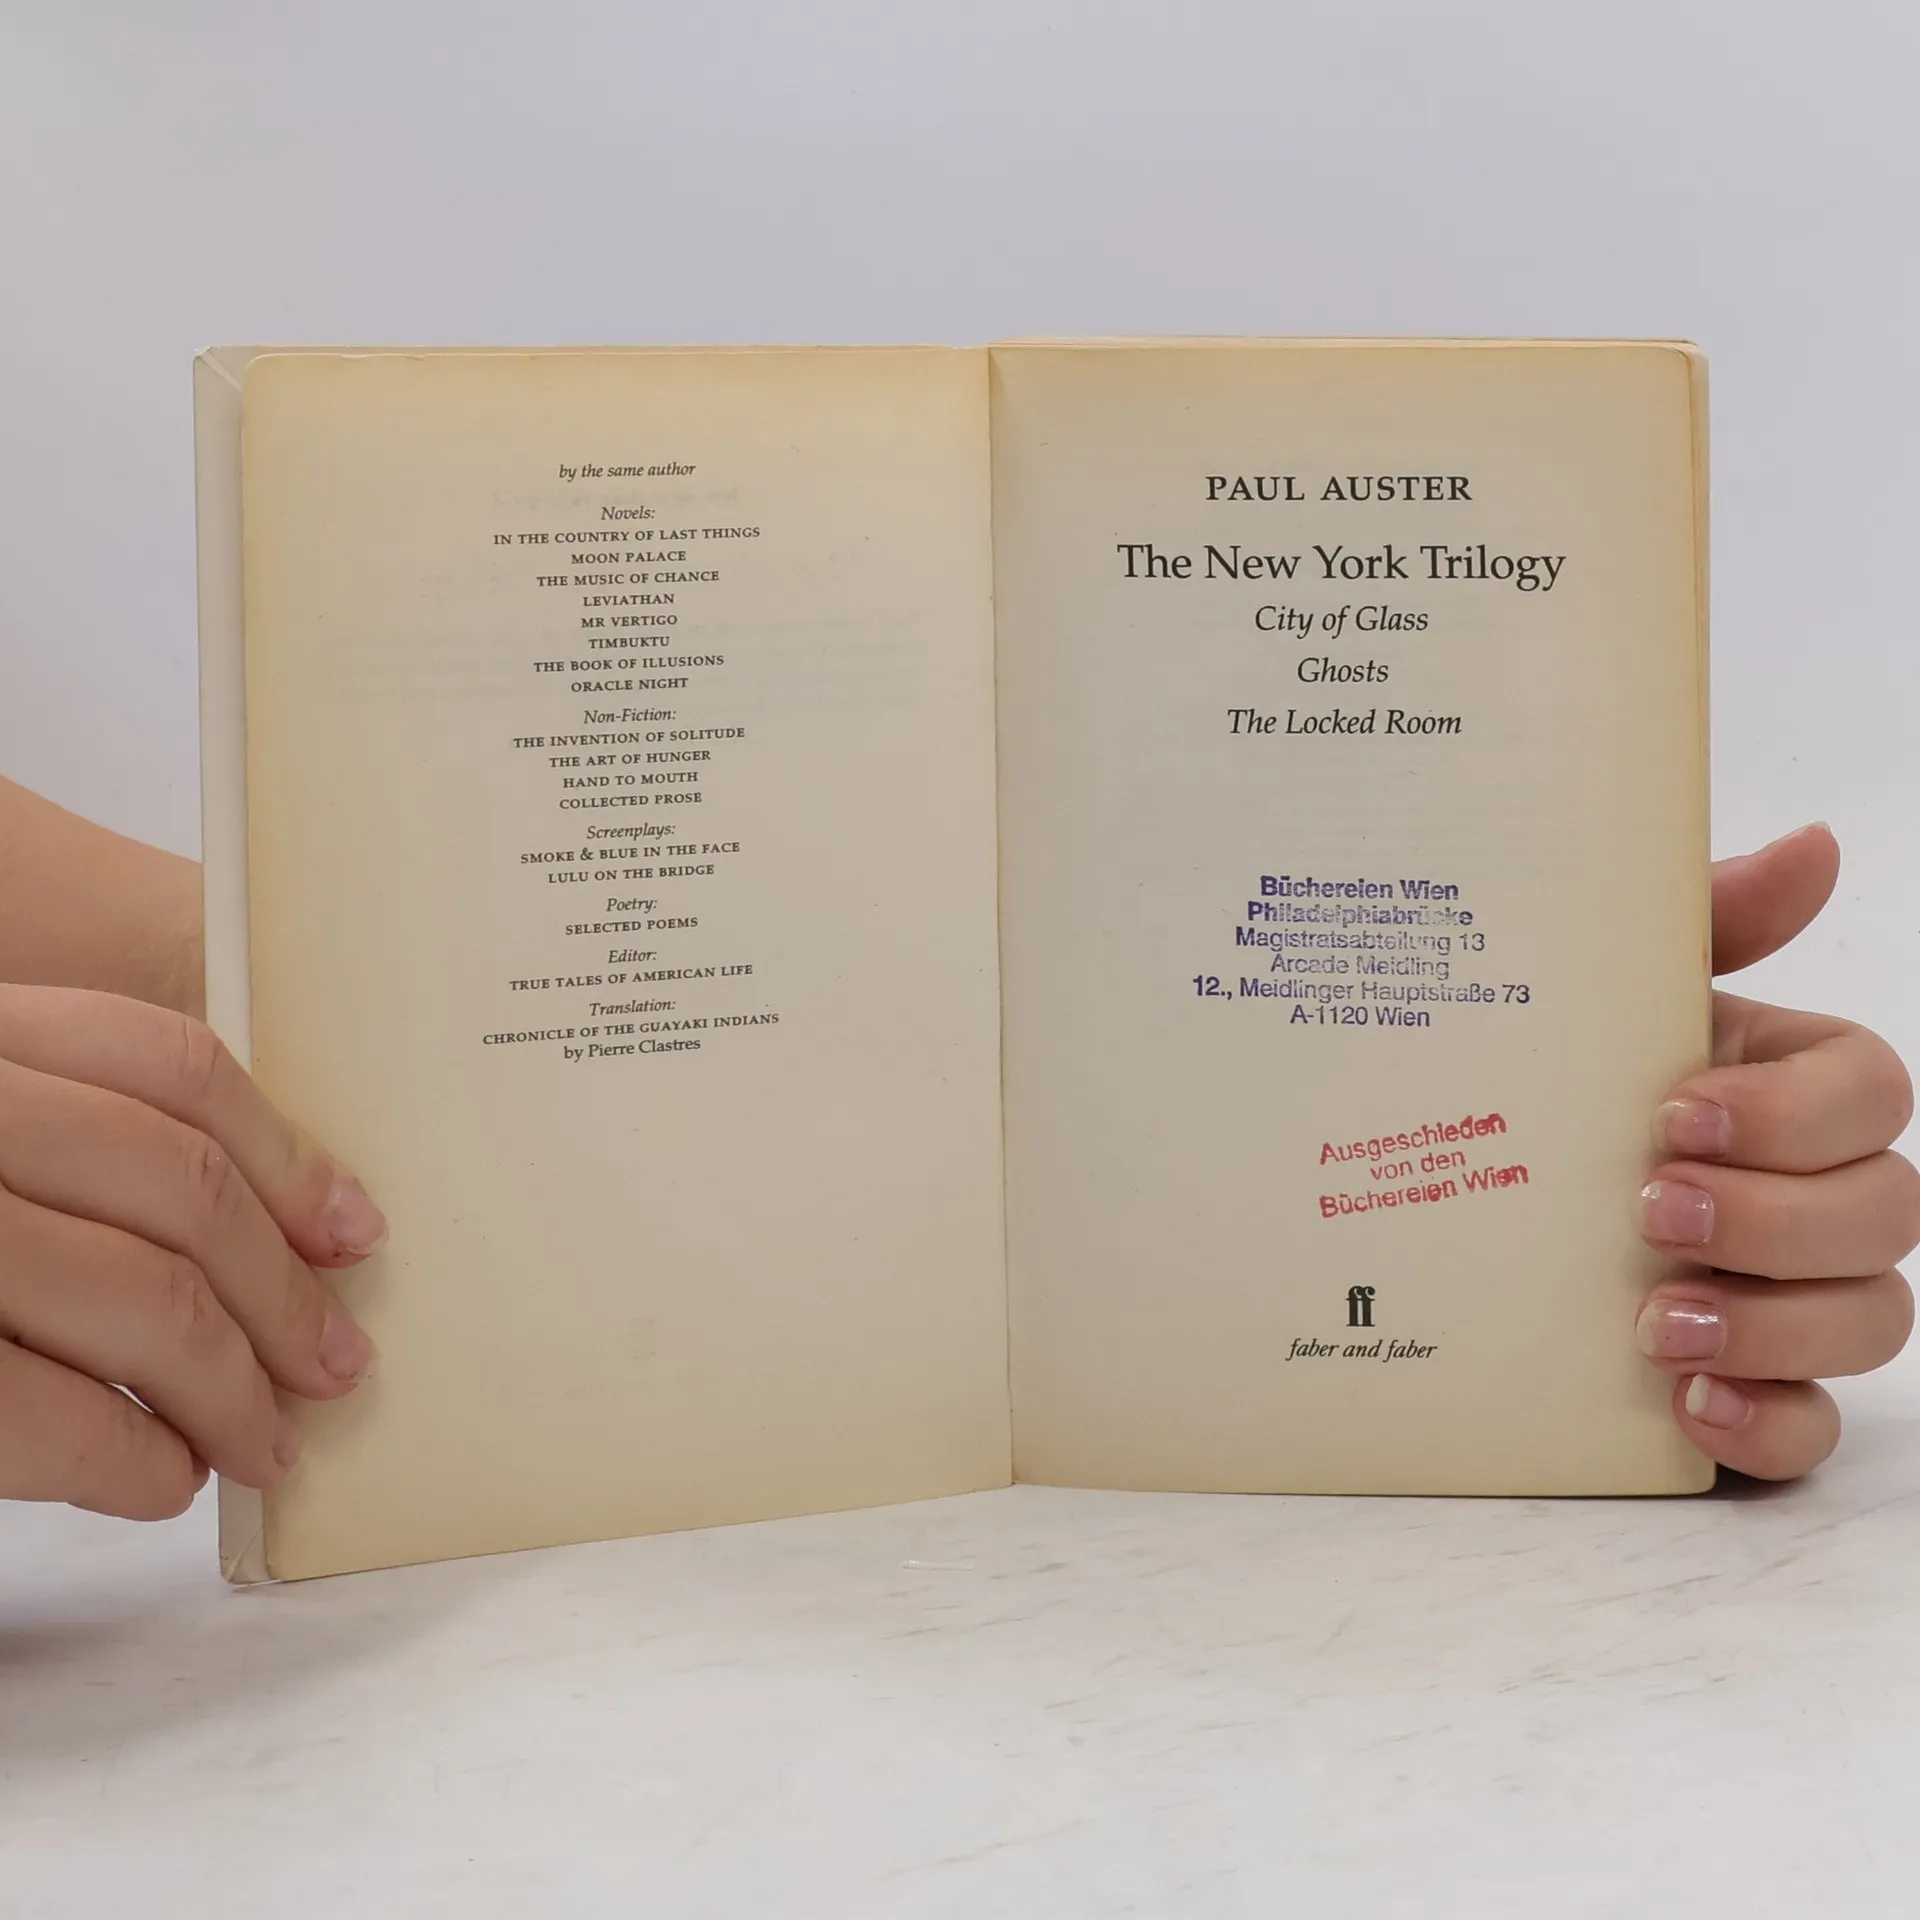 by the same author
Novels:
IN THE COUNTRY OF LAST THINGS
MOON PALACE
THE MUSIC OF CHANCE
LEVIATHAN
MR VERTIGO
TIMBUKTU
THE BOOK OF ILLUSIONS
ORACLE NIGHT
Non-Fiction:
THE INVENTION OF SOLITUDE
THE ART OF HUNGER
HAND TO MOUTH
COLLECTED PROSE
Screenplays:
SMOKE & BLUE IN THE FACE
LULU ON THE BRIDGE
Poetry:
SELECTED POEMS
Editor:
TRUE TALES OF AMERICAN LIFE
Translation:
CHRONICLE OF THE GUAYAKI INDIANS
by Pierre Clastres
PAUL AUSTER
The New York Trilogy
City of Glass
Ghosts
The Locked Room
Büchereien Wien
Philadelphiabrücke
Magistratsabteilung 13
Arcade Meidling
12., Meidlinger Hauptstraße 73
A-1120 Wien
Ausgeschieden
von den
Büchereien Wien
ff
faber and faber